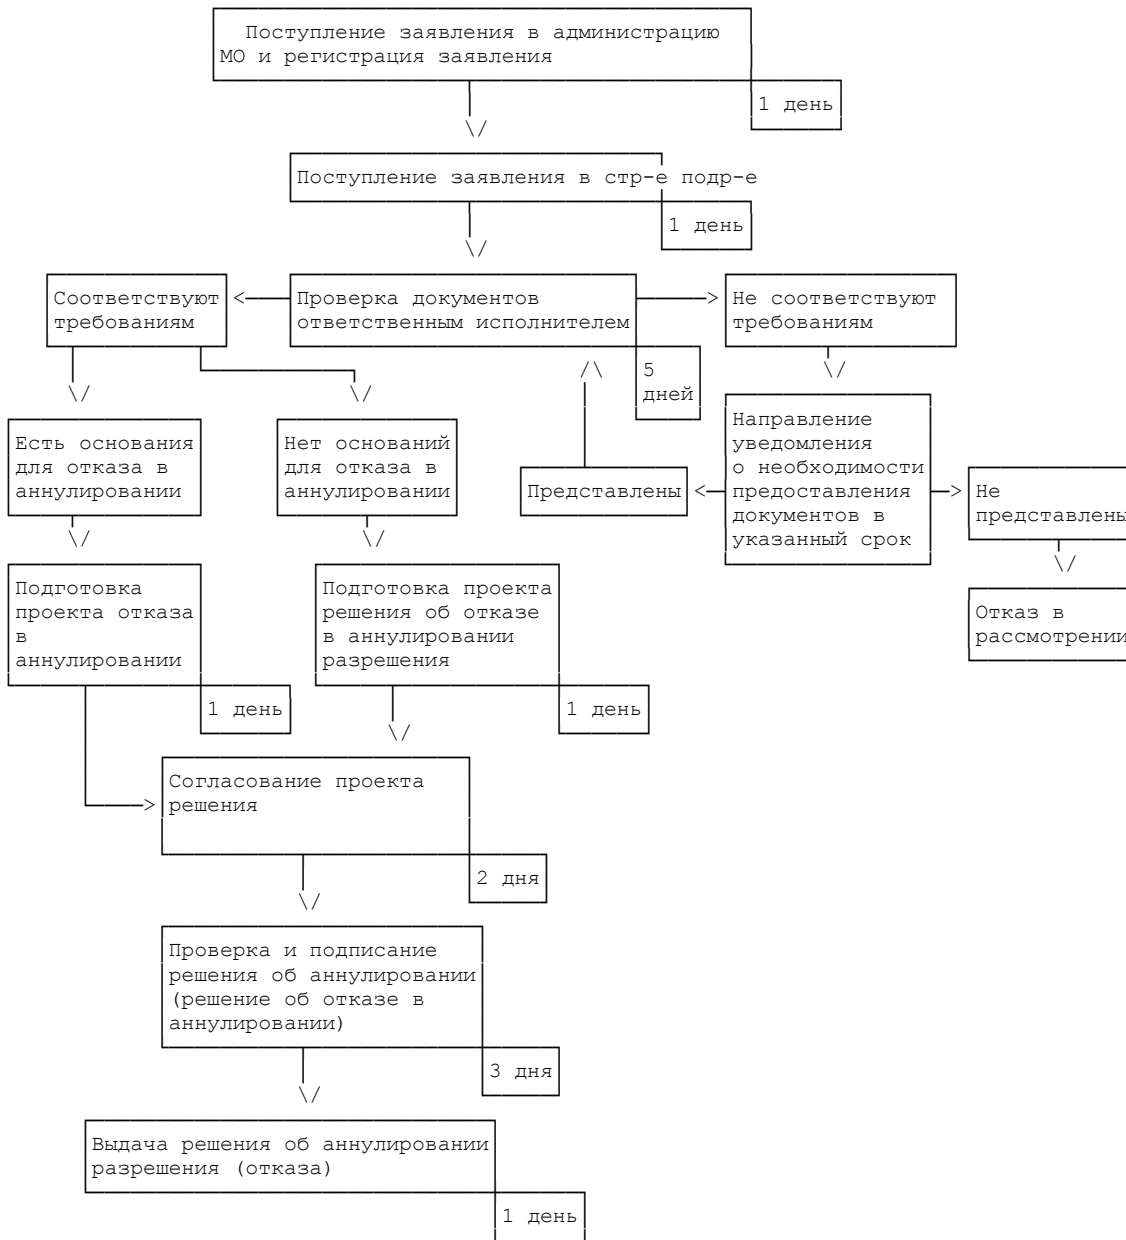 Поступление заявления в администрацию
МО и регистрация заявления
1 день
Поступление заявления в стр-е подр-е
1 день
Соответствуют
требованиям
Проверка документов
ответственным исполнителем
Не соответствуют
требованиям
5
дней
Есть основания
для отказа в
аннулировании
Нет оснований
для отказа в
аннулировании
Представлены
Направление
уведомления
о необходимости
предоставления
документов в
указанный срок
Не
представлены
Подготовка
проекта отказа
в
аннулировании
Подготовка проекта
решения об отказе
в аннулировании
разрешения
Отказ в
рассмотрении
1 день
1 день
Согласование проекта
решения
2 дня
Проверка и подписание
решения об аннулировании
(решение об отказе в
аннулировании)
3 дня
Выдача решения об аннулировании
разрешения (отказа)
1 день